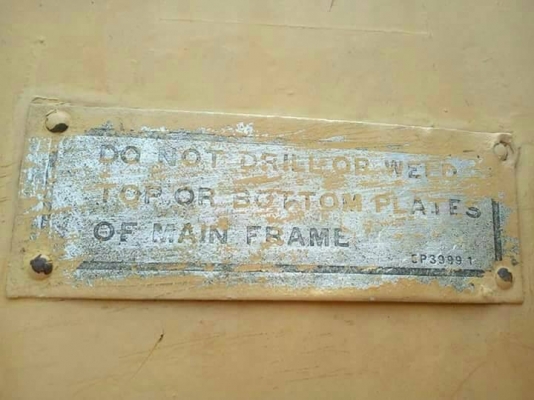 DO NOT DRILL OR WELD
TOP OR BOTTOM PLATES
OF MAIN FRAME